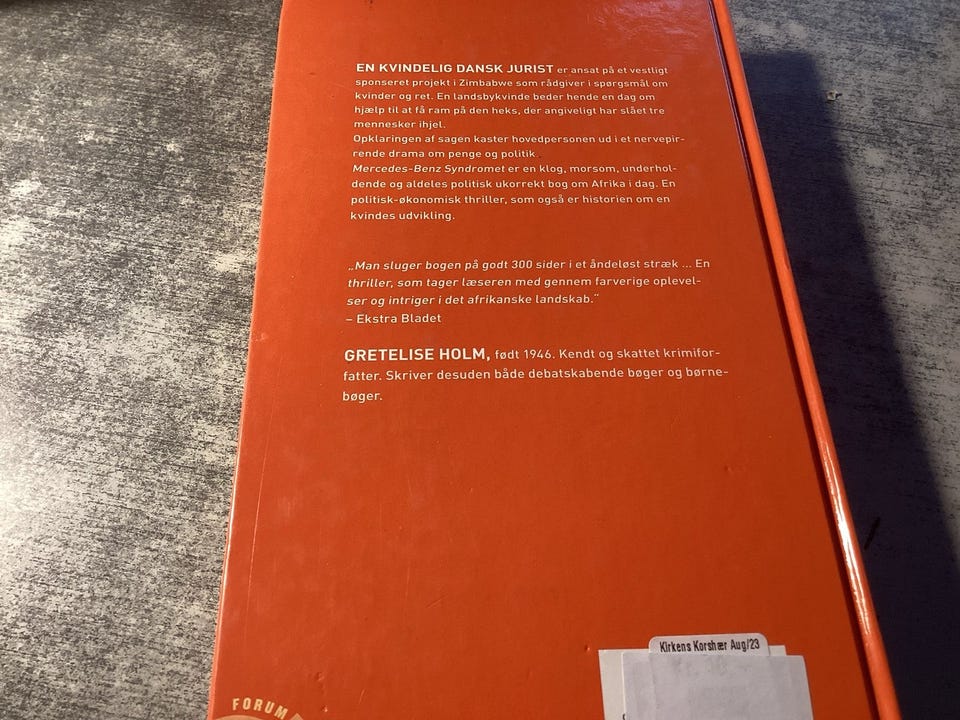 EN KVINDELIG DANSK JURIST er ansat på et vestligt
sponseret projekt i Zimbabwe som rådgiver i spørgsmål om
kvinder og ret. En landsbykvinde beder hende en dag om
hjælp til at få ram på den heks, der angiveligt har slået tre
mennesker ihjel.
Opklaringen af sagen kaster hovedpersonen ud i et nervepir-
rende drama om penge og politik.
Mercedes-Benz Syndromet er en klog, morsom, underhol-
dende og aldeles politisk ukorrekt bog om Afrika i dag. En
politisk-økonomisk thriller, som også er historien om en
kvindes udvikling.
„Man sluger bogen på godt 300 sider i et åndeløst stræk ... En
thriller, som tager læseren med gennem farverige oplevel-
ser og intriger i det afrikanske landskab."
– Ekstra Bladet
GRETELISE HOLM, født 1946. Kendt og skattet krimifor-
fatter. Skriver desuden både debatskabende bøger og børne-
bøger.
Kirkens Korshær Aug/23
FORUM